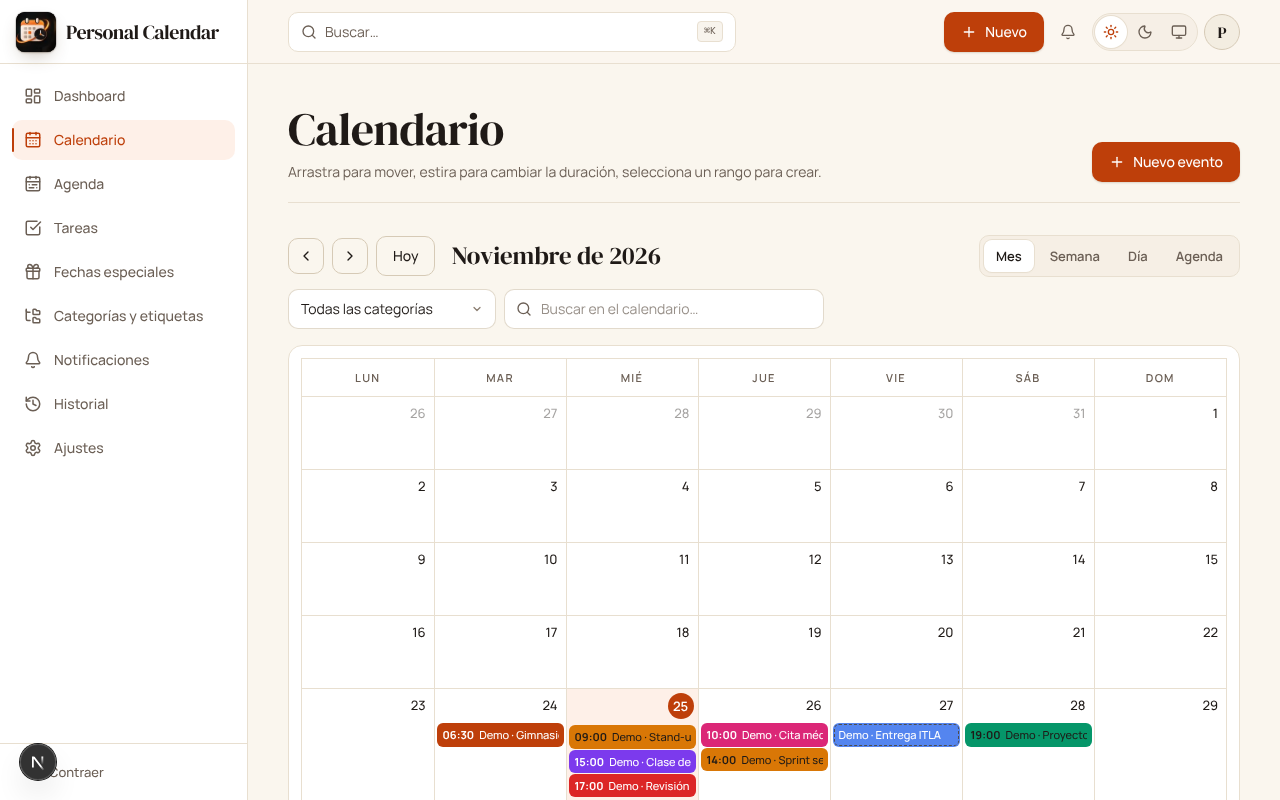 Personal Calendar
Buscar...
⌘K
Nuevo
P
Dashboard
Calendario
Agenda
Tareas
Fechas especiales
Categorías y etiquetas
Notificaciones
Historial
Ajustes
N
Contraer
Calendario
Arrastra para mover, estira para cambiar la duración, selecciona un rango para crear.
Nuevo evento
Hoy
Noviembre de 2026
Mes Semana Día Agenda
Todas las categorías
Buscar en el calendario...
LUN MAR MIÉ JUE VIE SÁB DOM
26 27 28 29 30 31 1
2 3 4 5 6 7 8
9 10 11 12 13 14 15
16 17 18 19 20 21 22
23 24 25 26 27 28 29
06:30 Demo · Gimnasi
09:00 Demo · Stand-u
15:00 Demo · Clase de
17:00 Demo · Revisión
10:00 Demo · Cita méd
14:00 Demo · Sprint se
Demo · Entrega ITLA
19:00 Demo · Proyecto